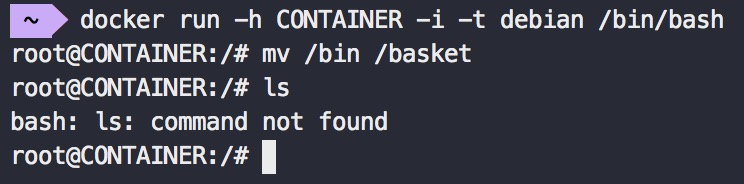 ~ docker run -h CONTAINER -i -t debian /bin/bash
root@CONTAINER:/# mv /bin /basket
root@CONTAINER:/# ls
bash: ls: command not found
root@CONTAINER:/#